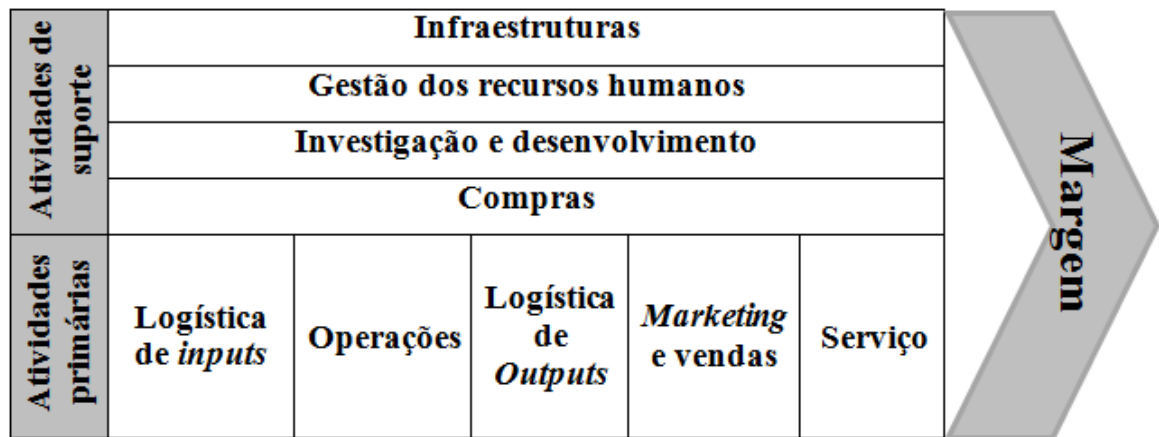 Atividades de
suporte
Infraestruturas
Gestão dos recursos humanos
Investigação e desenvolvimento
Compras
Atividades
primárias
Logística
de inputs
Operações
Logística
de
Outputs
Marketing
e vendas
Serviço
Margem